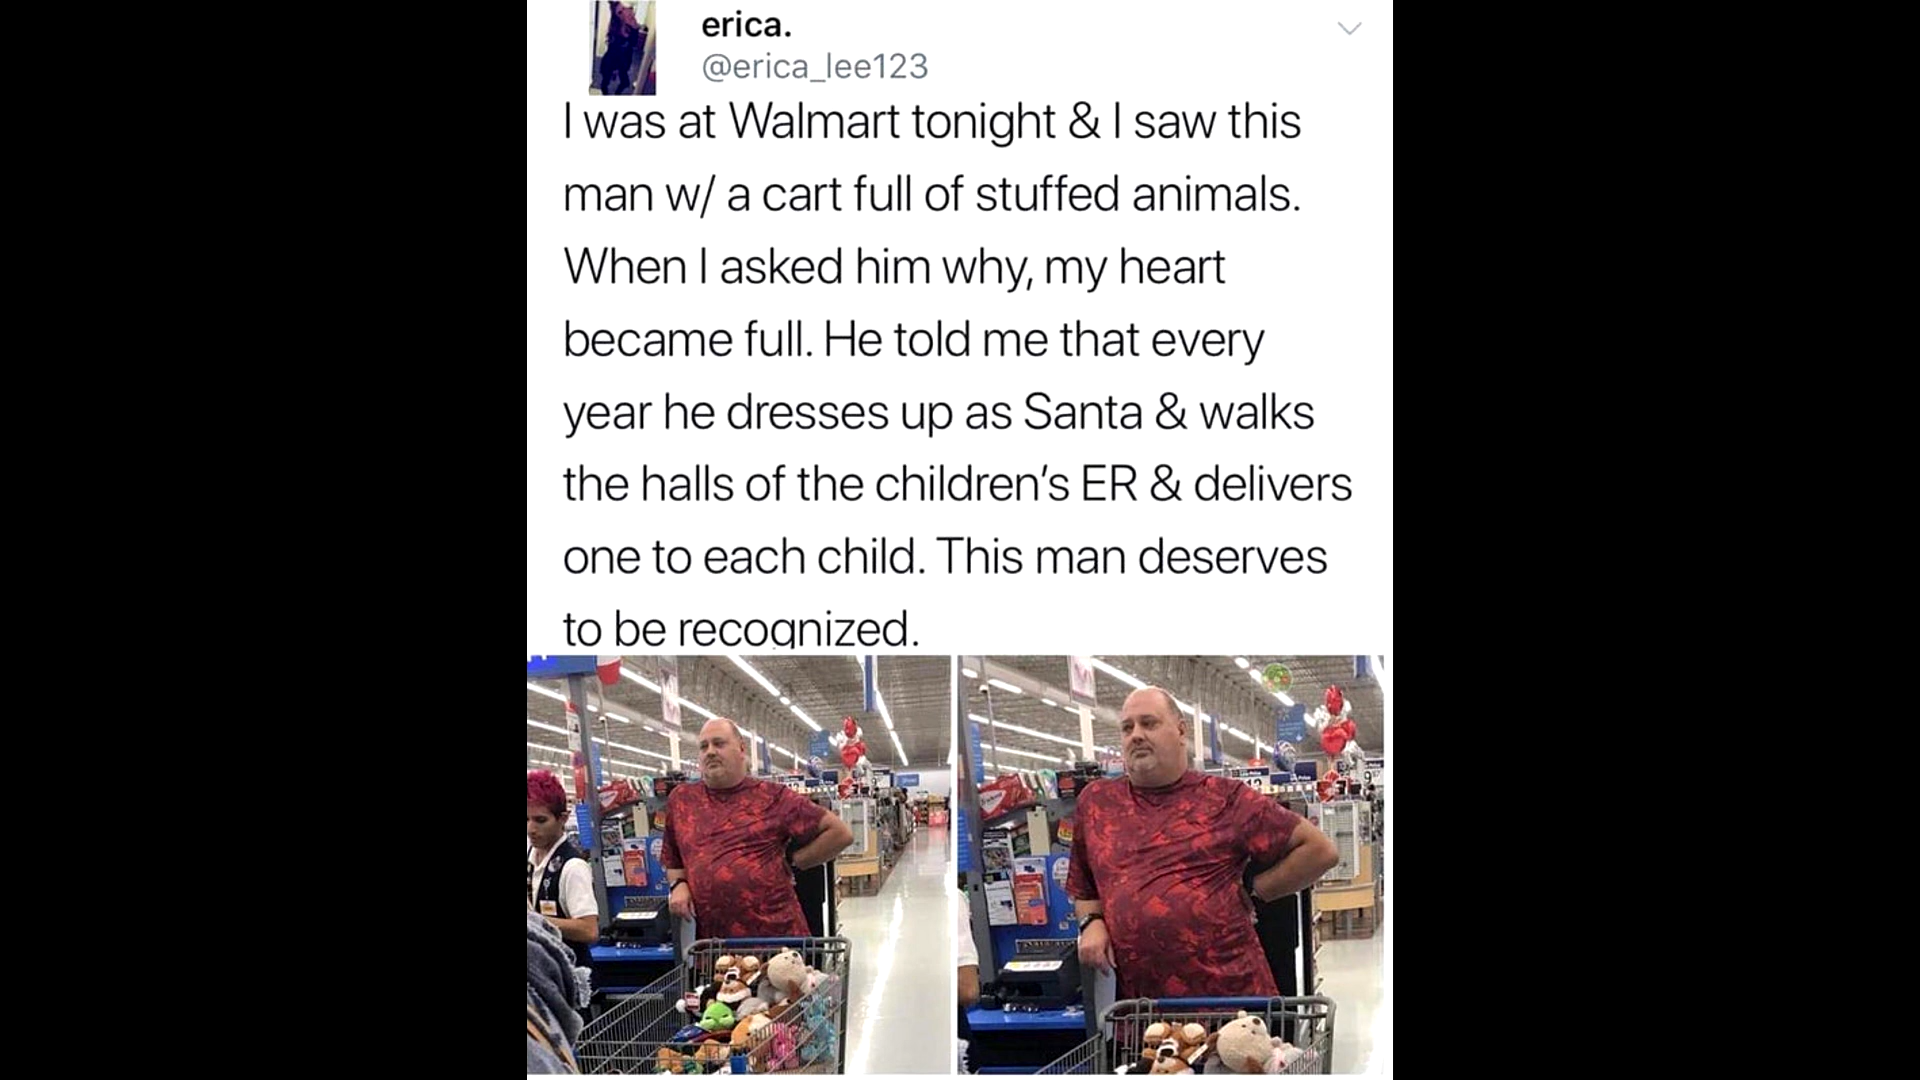 erica.
@erica_lee123
I was at Walmart tonight & I saw this
man w/ a cart full of stuffed animals.
When I asked him why, my heart
became full. He told me that every
year he dresses up as Santa & walks
the halls of the children's ER & delivers
one to each child. This man deserves
to be recognized.